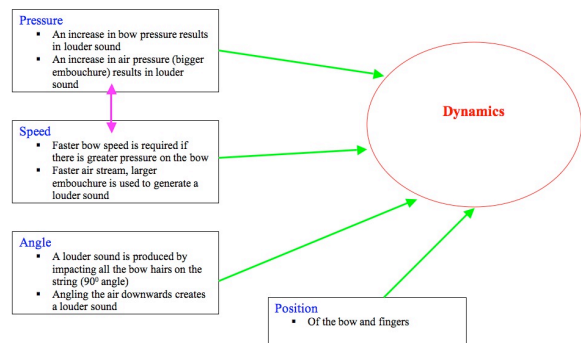 Pressure
▪ An increase in bow pressure results
in louder sound
▪ An increase in air pressure (bigger
embouchure) results in louder
sound
Dynamics
Speed
▪ Faster bow speed is required if
there is greater pressure on the bow
▪ Faster air stream, larger
embouchure is used to generate a
louder sound
Angle
▪ A louder sound is produced by
impacting all the bow hairs on the
string (90⁰ angle)
▪ Angling the air downwards creates
a louder sound
Position
▪ Of the bow and fingers